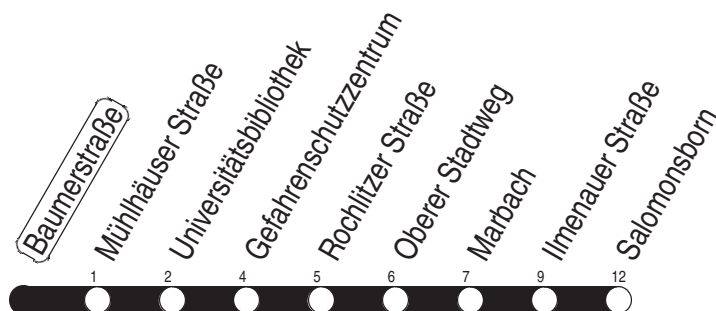 Baumerstraße
Mühlhäuser Straße
Universitätsbibliothek
Gefahrenschutzzentrum
Rochlitzer Straße
Oberer Stadtweg
Marbach
Ilmenauer Straße
Salomonsborn
1 2 4 5 6 7 9 12